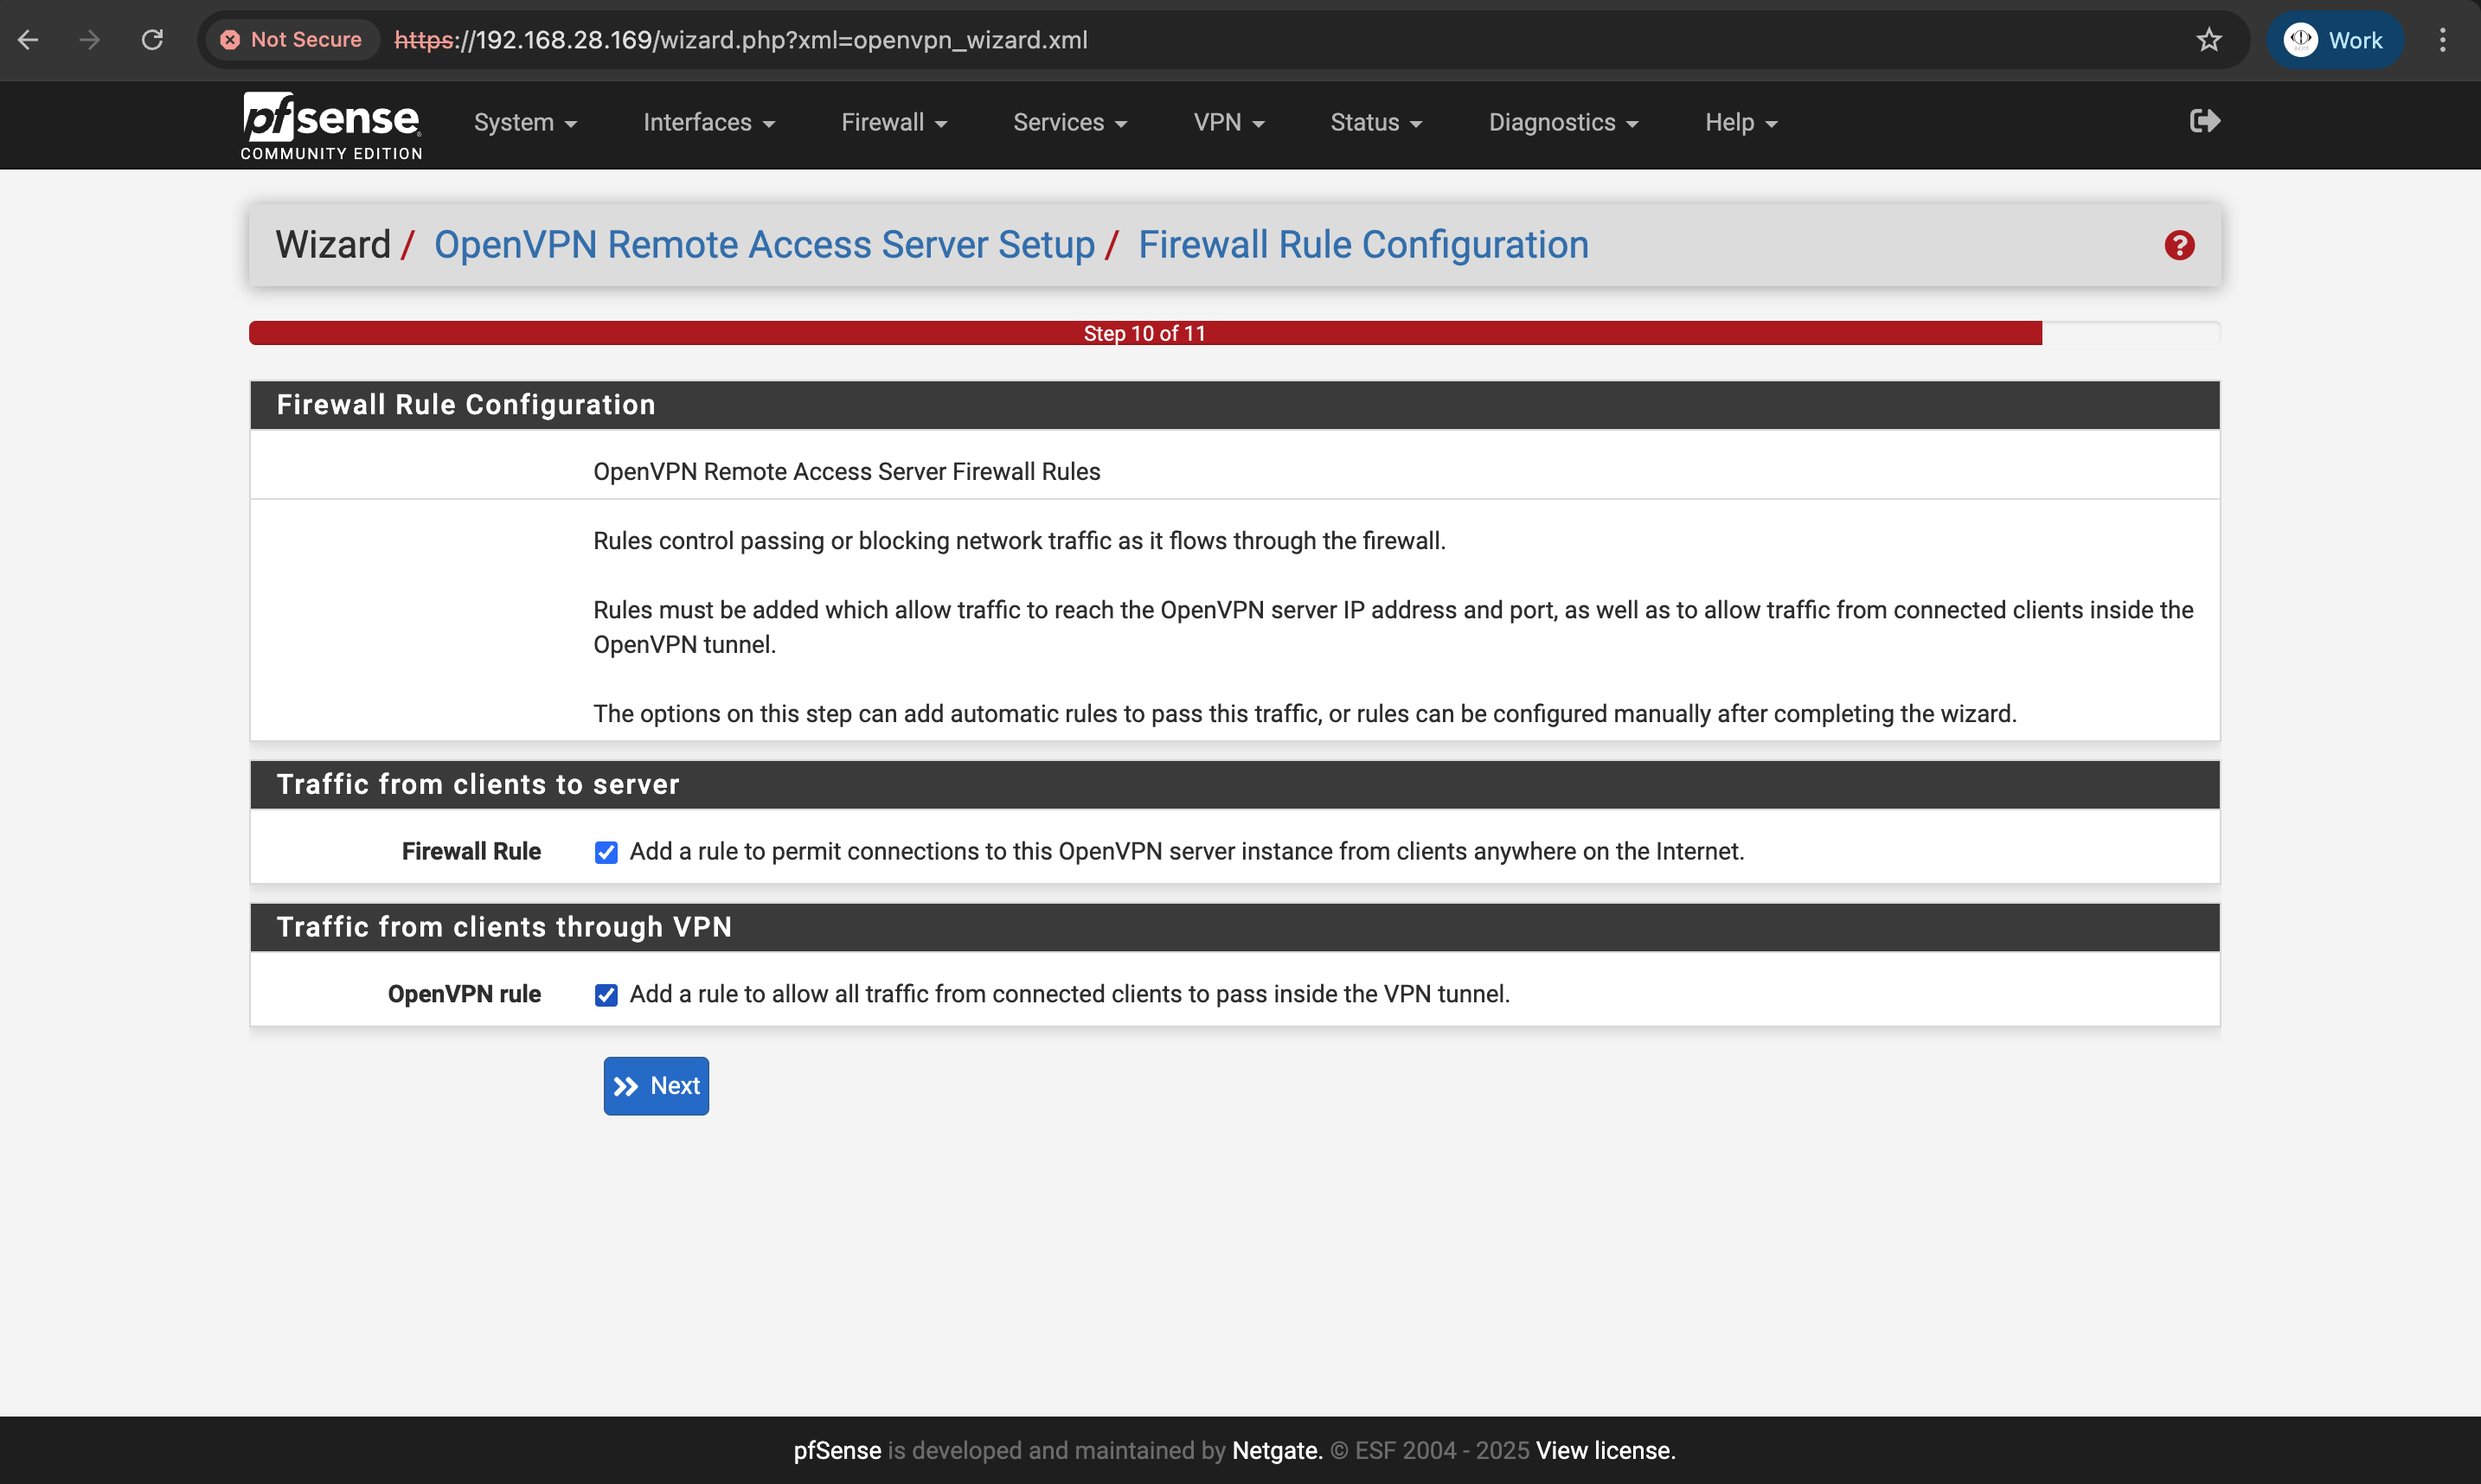 Not Secure https://192.168.28.169/wizard.php?xml=openvpn_wizard.xml Work
pfsense COMMUNITY EDITION System Interfaces Firewall Services VPN Status Diagnostics Help
Wizard / OpenVPN Remote Access Server Setup / Firewall Rule Configuration
Step 10 of 11
Firewall Rule Configuration
OpenVPN Remote Access Server Firewall Rules
Rules control passing or blocking network traffic as it flows through the firewall.
Rules must be added which allow traffic to reach the OpenVPN server IP address and port, as well as to allow traffic from connected clients inside the
OpenVPN tunnel.
The options on this step can add automatic rules to pass this traffic, or rules can be configured manually after completing the wizard.
Traffic from clients to server
Firewall Rule Add a rule to permit connections to this OpenVPN server instance from clients anywhere on the Internet.
Traffic from clients through VPN
OpenVPN rule Add a rule to allow all traffic from connected clients to pass inside the VPN tunnel.
Next
pfSense is developed and maintained by Netgate. © ESF 2004 - 2025 View license.